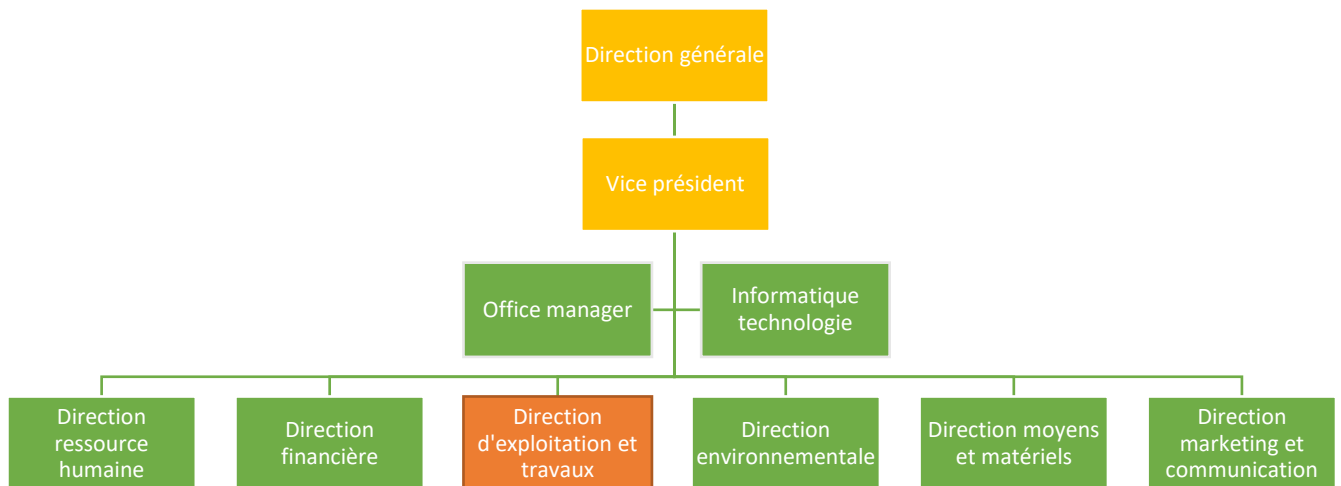 Direction générale
Vice président
Office manager
Informatique
technologie
Direction
ressource
humaine
Direction
financière
Direction
d'exploitation et
travaux
Direction
environnementale
Direction moyens
et matériels
Direction
marketing et
communication